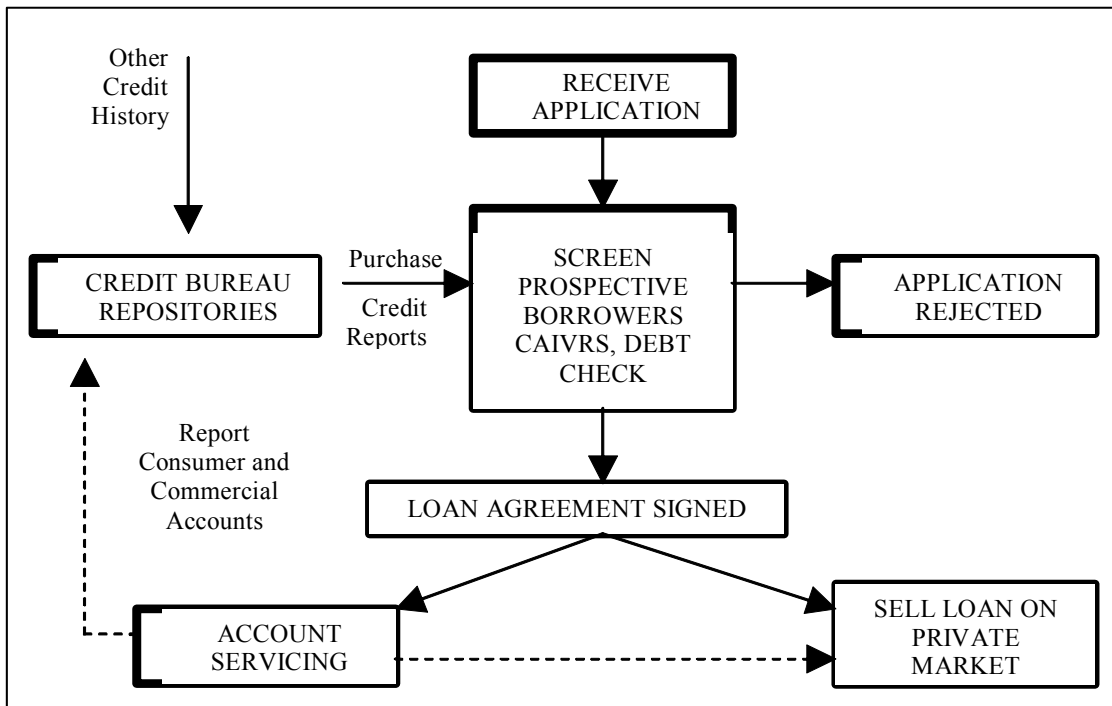 Other
Credit
History
RECEIVE
APPLICATION
CREDIT BUREAU
REPOSITORIES
Purchase
Credit
Reports
SCREEN
PROSPECTIVE
BORROWERS
CAIVRS, DEBT
CHECK
APPLICATION
REJECTED
Report
Consumer and
Commercial
Accounts
LOAN AGREEMENT SIGNED
ACCOUNT
SERVICING
SELL LOAN ON
PRIVATE
MARKET